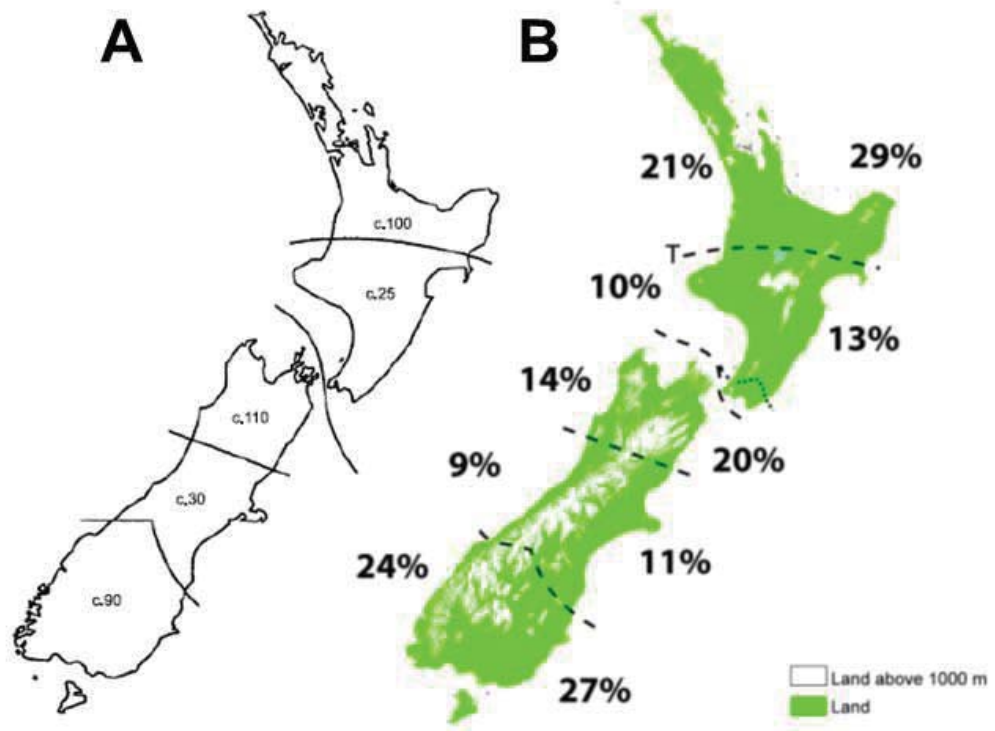 A
c.100
c.25
c.110
c.30
c.90
B
21%
29%
T
10%
13%
14%
20%
9%
11%
24%
27%
Land above 1000 m
Land